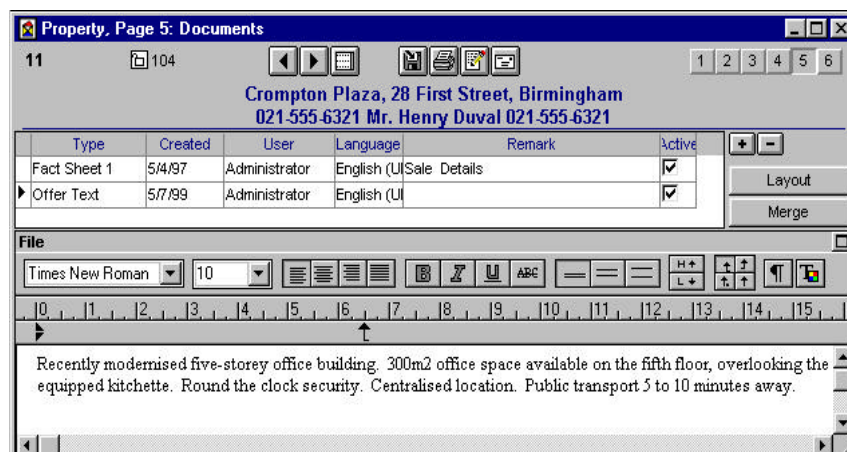 Property, Page 5: Documents
11 104 1 2 3 4 5 6
Crompton Plaza, 28 First Street, Birmingham
021-555-6321 Mr. Henry Duval 021-555-6321
Type Created User Language Remark Active + -
Fact Sheet 1 5/4/97 Administrator English (UI Sale Details
Layout
Offer Text 5/7/99 Administrator English (UI
Merge
File
Times New Roman 10 B I U ABC H L ¶ T
0 1 2 3 4 5 6 7 8 9 10 11 12 13 14 15
Recently modernised five-storey office building. 300m2 office space available on the fifth floor, overlooking the
equipped kitchette. Round the clock security. Centralised location. Public transport 5 to 10 minutes away.